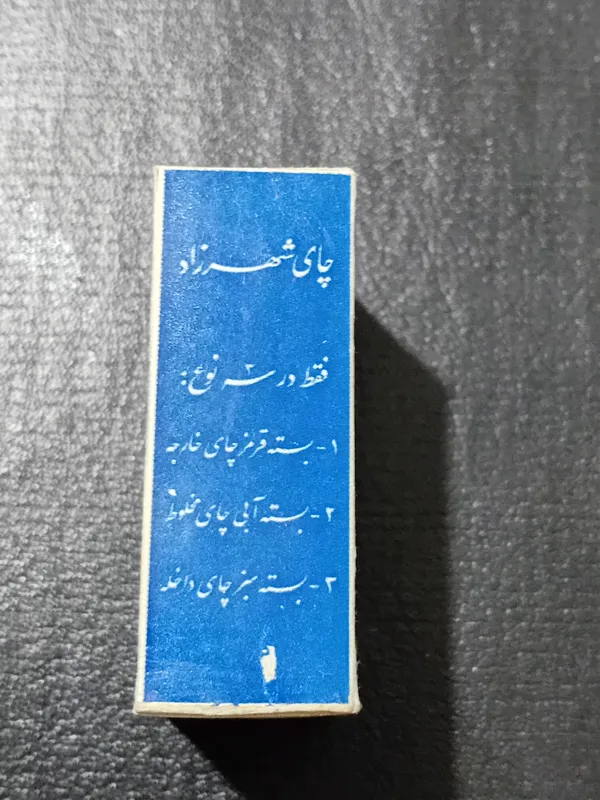 چای شهرزاد
فقط در سه نوع :
۱- بسته قرمز چای خارجه
۲- بسته آبی چای مخلوط
۳- بسته سبز چای داخله